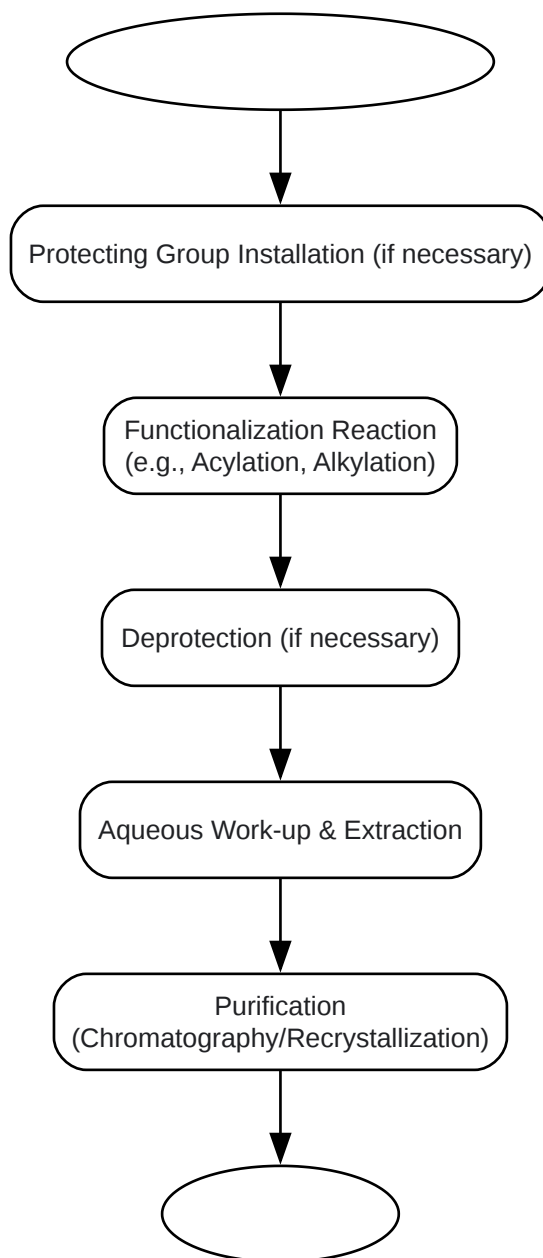 Protecting Group Installation (if necessary)
Functionalization Reaction
(e.g., Acylation, Alkylation)
Deprotection (if necessary)
Aqueous Work-up & Extraction
Purification
(Chromatography/Recrystallization)